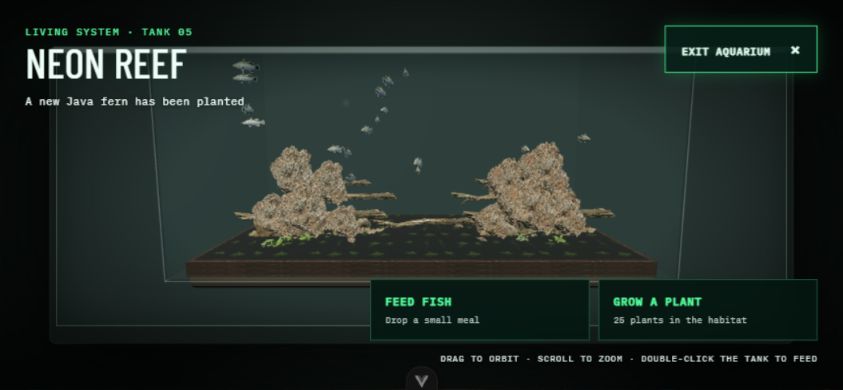 LIVING SYSTEM · TANK 05
NEON REEF
A new Java fern has been planted
EXIT AQUARIUM ×
FEED FISH
Drop a small meal
GROW A PLANT
25 plants in the habitat
DRAG TO ORBIT · SCROLL TO ZOOM · DOUBLE-CLICK THE TANK TO FEED